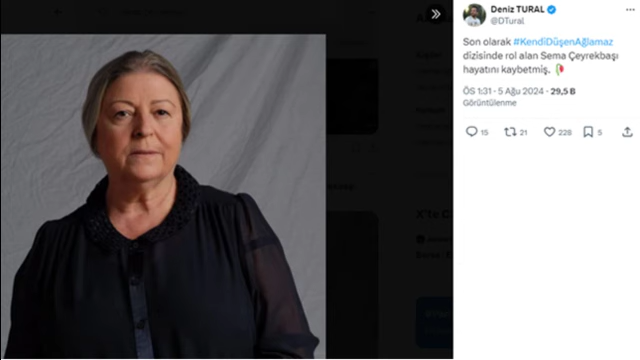 Deniz TURAL
@DTural
Son olarak #KendiDüşenAğlamaz
dizisinde rol alan Sema Çeyrekbaşı
hayatını kaybetmiş.
ÖS 1:31 · 5 Ağu 2024 · 29,5 B
Görüntülenme
15 21 228 5